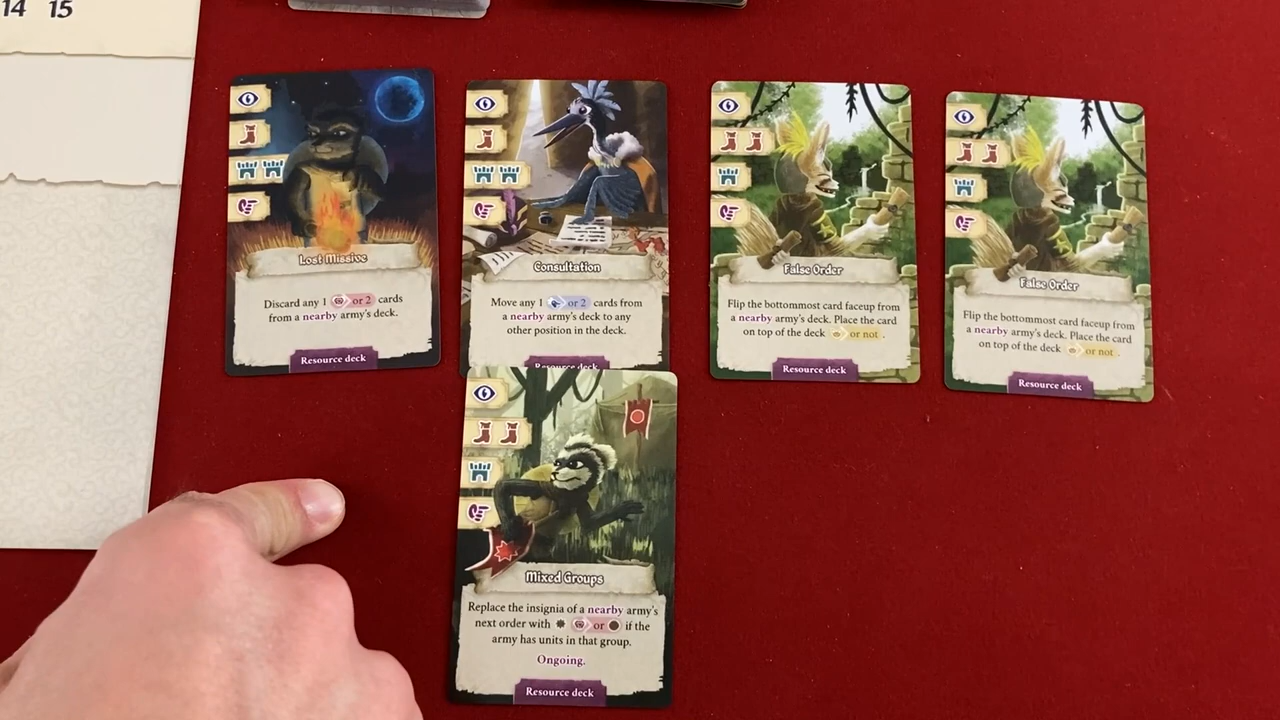 14 15
Lost Missive
Discard any 1 or 2 cards
from a nearby army's deck.
Resource deck
Consultation
Move any 1 or 2 cards from
a nearby army's deck to any
other position in the deck.
Resource deck
False Order
Flip the bottommost card faceup from
a nearby army's deck. Place the card
on top of the deck or not .
Resource deck
False Order
Flip the bottommost card faceup from
a nearby army's deck. Place the card
on top of the deck or not .
Resource deck
Mixed Groups
Replace the insignia of a nearby army's
next order with or if the
army has units in that group.
Ongoing.
Resource deck